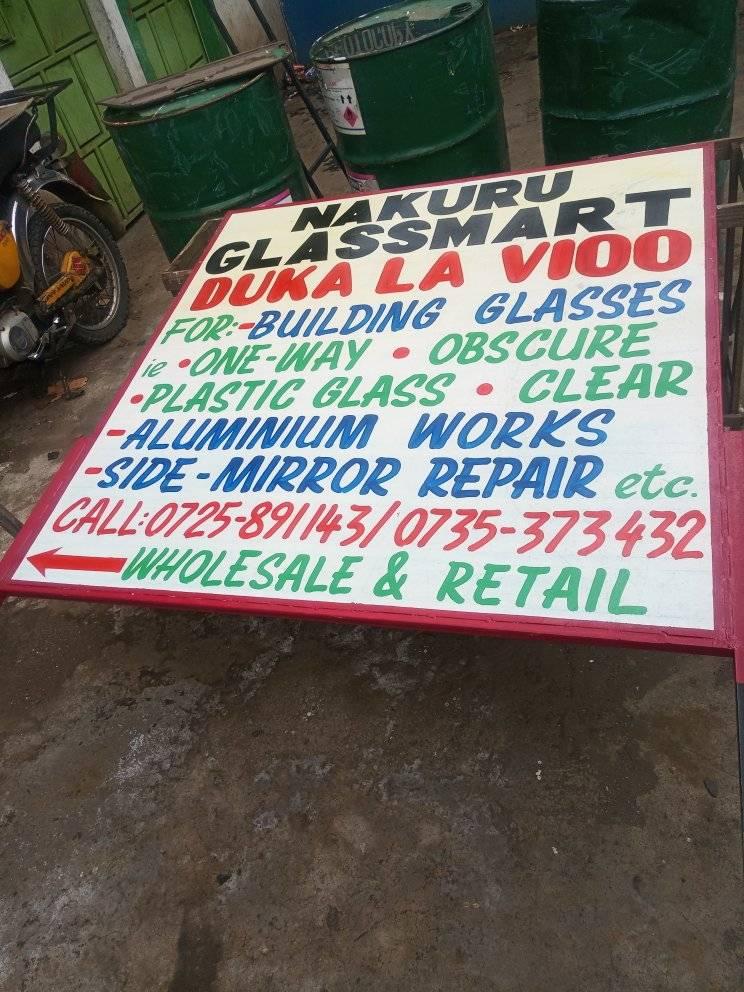 NAKURU
GLASSMART
DUKA LA VIOO
FOR:-BUILDING GLASSES
ie •ONE-WAY •OBSCURE
•PLASTIC GLASS •CLEAR
-ALUMINIUM WORKS
-SIDE-MIRROR REPAIR etc.
CALL:0725-891143/0735-373432
WHOLESALE & RETAIL